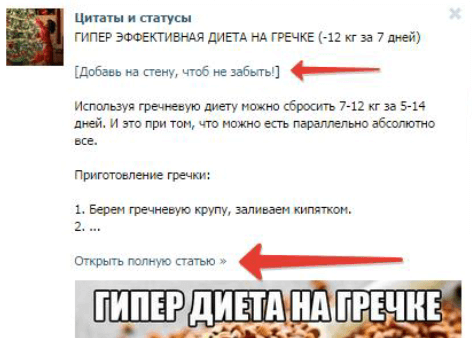 Цитаты и статусы
ГИПЕР ЭФФЕКТИВНАЯ ДИЕТА НА ГРЕЧКЕ (-12 кг за 7 дней)
[Добавь на стену, чтоб не забыть!]
Используя гречневую диету можно сбросить 7-12 кг за 5-14
дней. И это при том, что можно есть параллельно абсолютно
все.
Приготовление гречки:
1. Берем гречневую крупу, заливаем кипятком.
2. ...
Открыть полную статью »
ГИПЕР ДИЕТА НА ГРЕЧКЕ